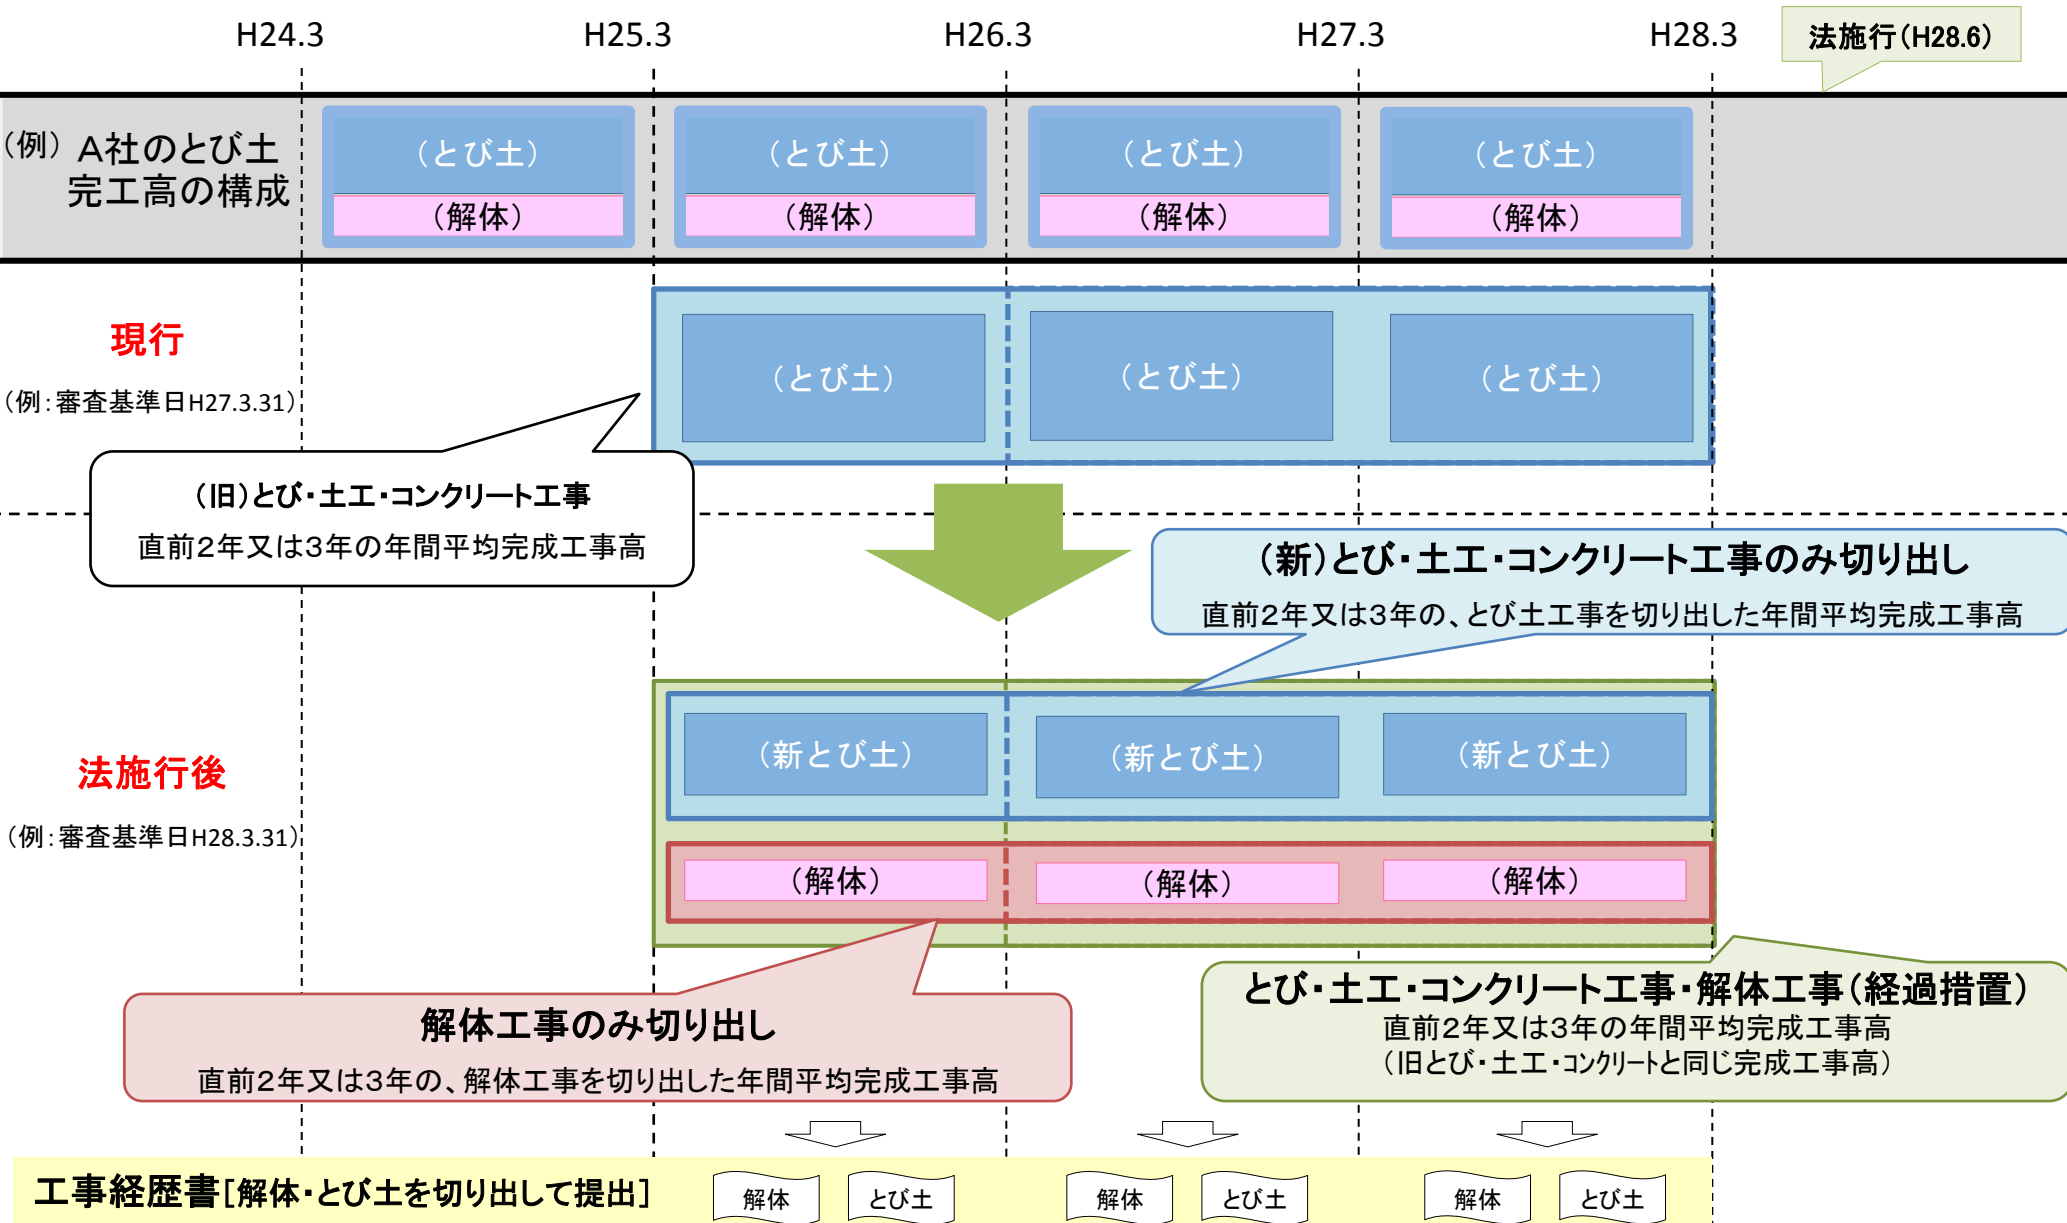 H24.3 H25.3 H26.3 H27.3 H28.3 法施行(H28.6)
(例) A社のとび土
完工高の構成
(とび土) (とび土) (とび土) (とび土)
(解体) (解体) (解体) (解体)
現行
(例:審査基準日H27.3.31)
(とび土) (とび土) (とび土)
(旧)とび・土工・コンクリート工事
直前2年又は3年の年間平均完成工事高
(新)とび・土工・コンクリート工事のみ切り出し
直前2年又は3年の、とび土工事を切り出した年間平均完成工事高
法施行後
(例:審査基準日H28.3.31)
(新とび土) (新とび土) (新とび土)
(解体) (解体) (解体)
解体工事のみ切り出し
直前2年又は3年の、解体工事を切り出した年間平均完成工事高
とび・土工・コンクリート工事・解体工事(経過措置)
直前2年又は3年の年間平均完成工事高
(旧とび・土工・コンクリートと同じ完成工事高)
工事経歴書[解体・とび土を切り出して提出]
解体 とび土 解体 とび土 解体 とび土